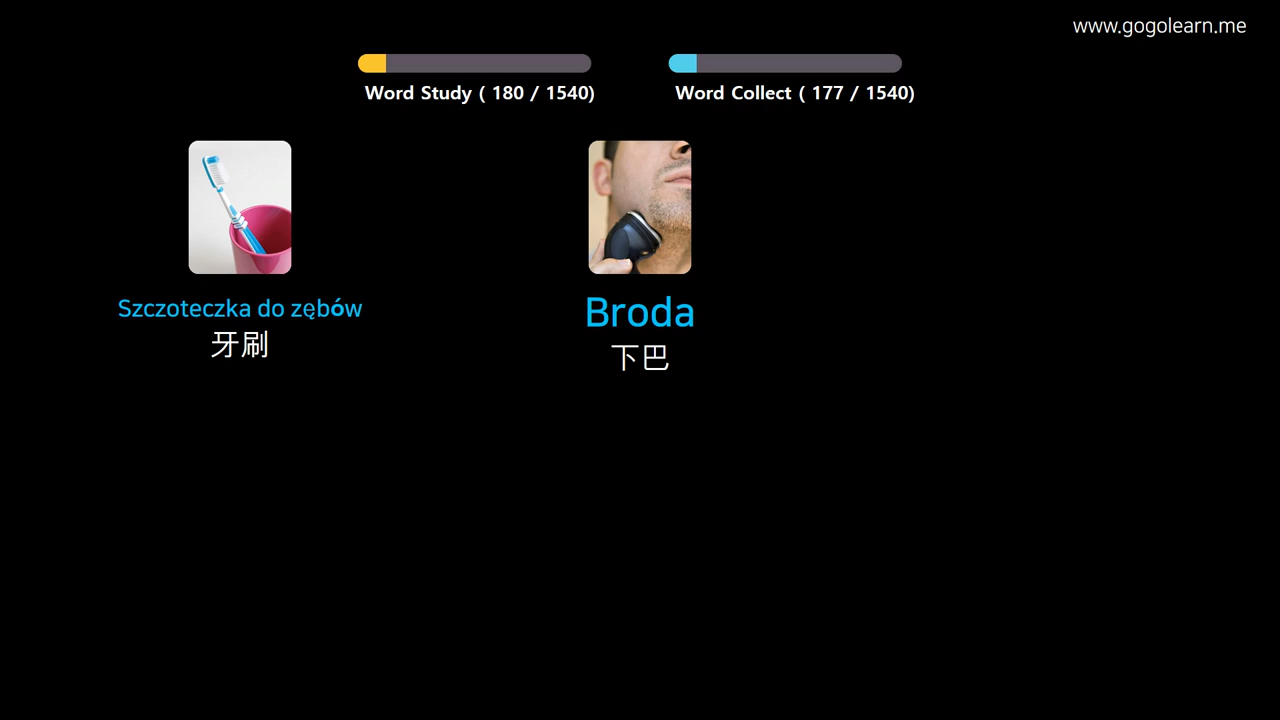 www.gogolearn.me
Word Study ( 180 / 1540)
Word Collect ( 177 / 1540)
Szczoteczka do zębów
牙刷
Broda
下巴